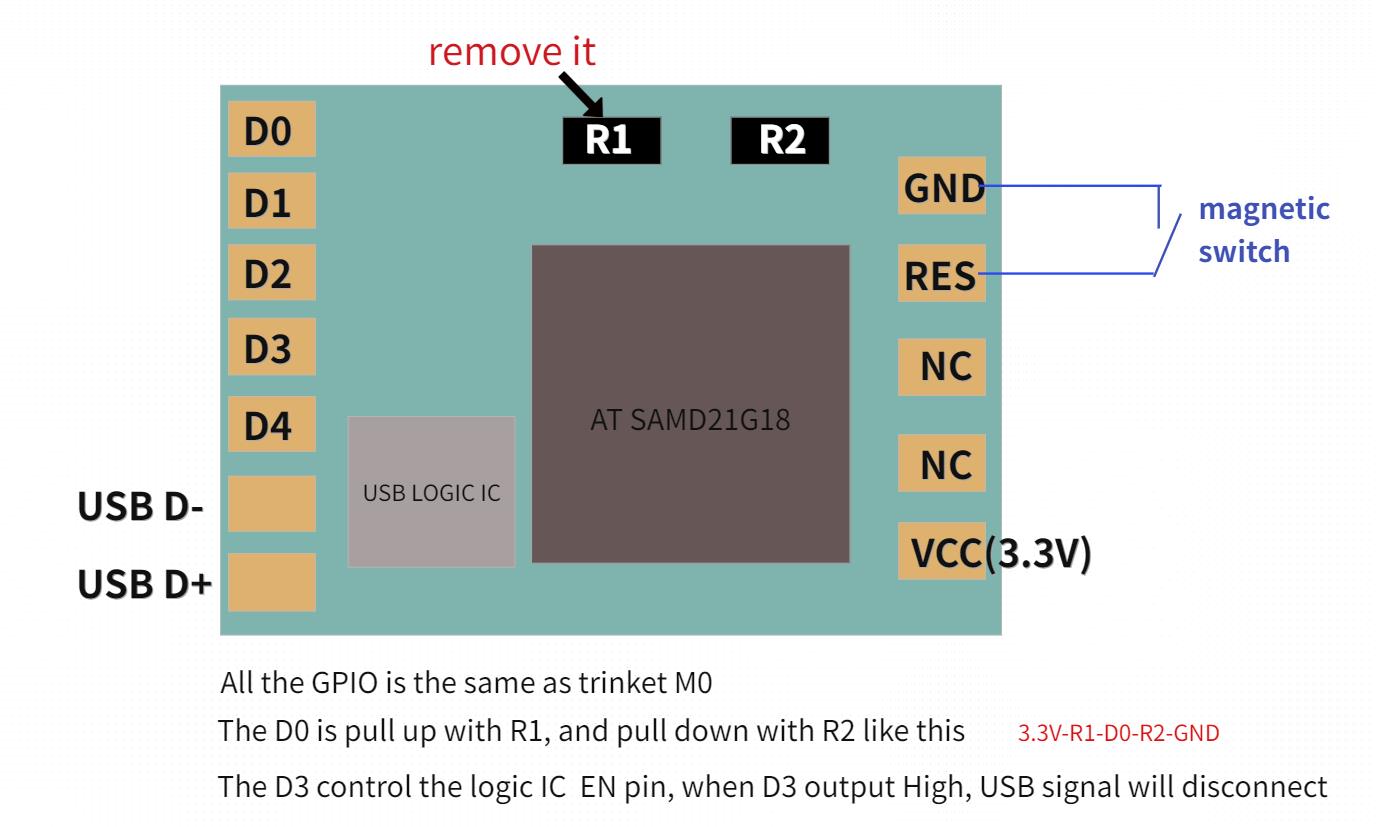 remove it
R1
R2
D0
D1
D2
D3
D4
USB D-
USB D+
USB LOGIC IC
AT SAMD21G18
GND
RES
NC
NC
VCC(3.3V)
magnetic
switch
All the GPIO is the same as trinket M0
The D0 is pull up with R1, and pull down with R2 like this 3.3V-R1-D0-R2-GND
The D3 control the logic IC EN pin, when D3 output High, USB signal will disconnect